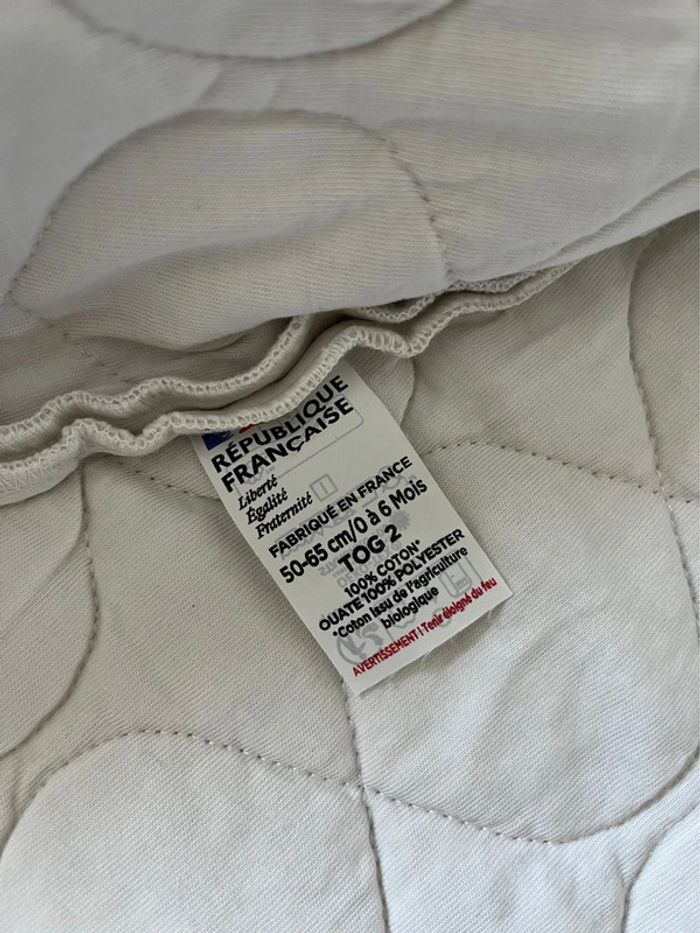 RÉPUBLIQUE
FRANÇAISE
Liberté
Égalité
Fraternité
FABRIQUÉ EN FRANCE
50-65 cm/0 à 6 Mois
TOG 2
100% COTON*
OUATE 100% POLYESTER
*Coton issu de l'agriculture
biologique
AVERTISSEMENT ! Tenir éloigné du feu